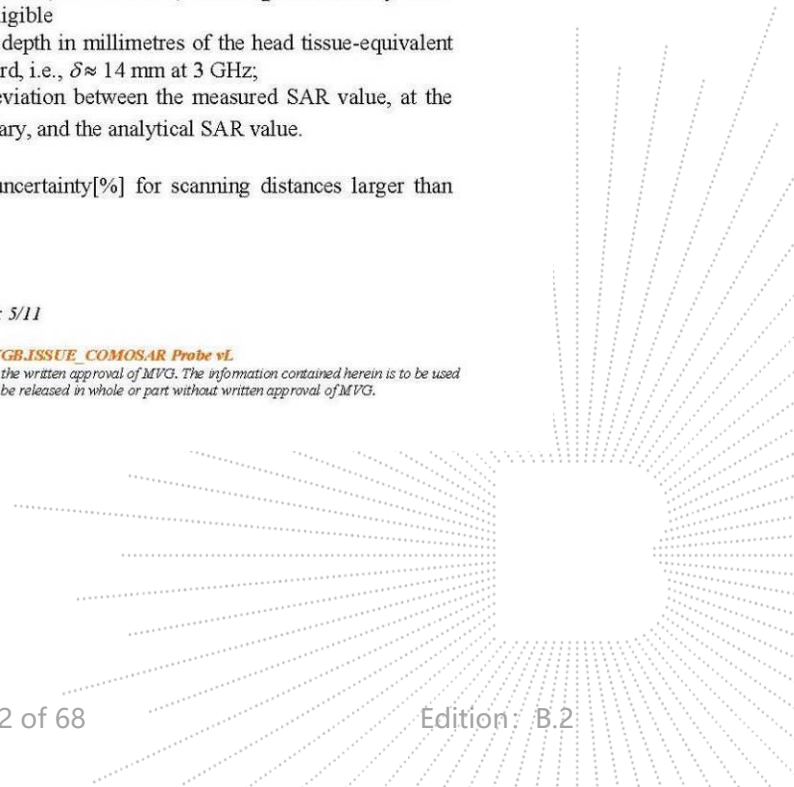 igible
depth in millimetres of the head tissue-equivalent
rd, i.e., δ≈ 14 mm at 3 GHz;
eviation between the measured SAR value, at the
ary, and the analytical SAR value.
uncertainty[%] for scanning distances larger than
: 5/11
GB.ISSUE_COMOSAR Probe vL
the written approval of MVG. The information contained herein is to be used
be released in whole or part without written approval of MVG.
2 of 68
Edition: B.2